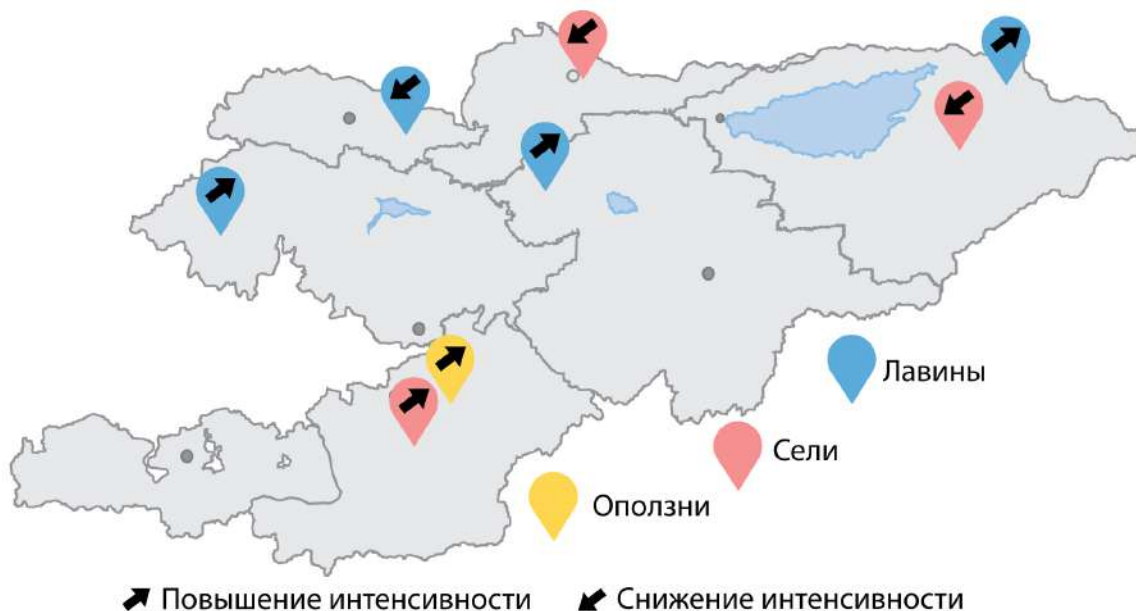 Лавины
Сели
Оползни
Повышение интенсивности
Снижение интенсивности